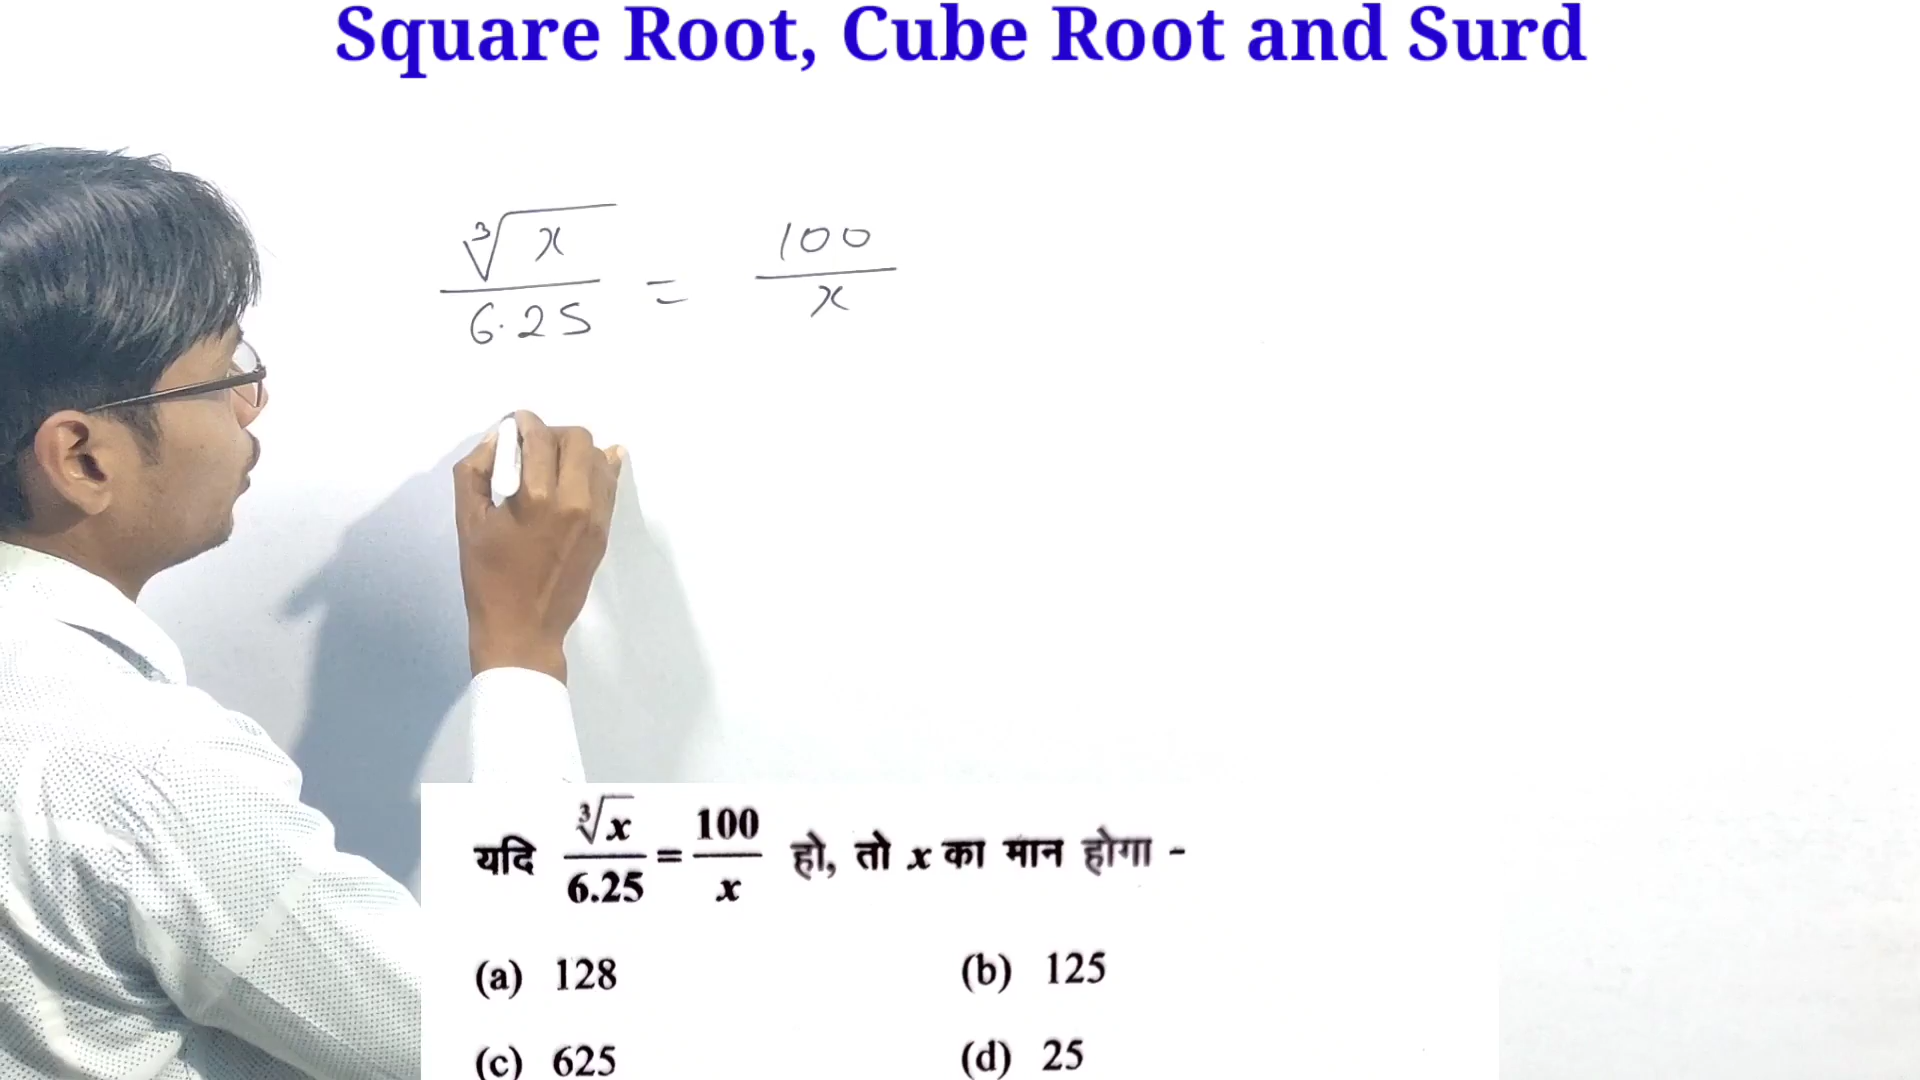 Square Root, Cube Root and Surd
∛x / 6.25 = 100 / x
यदि ∛x / 6.25 = 100 / x हो, तो x का मान होगा -
(a) 128 (b) 125
(c) 625 (d) 25